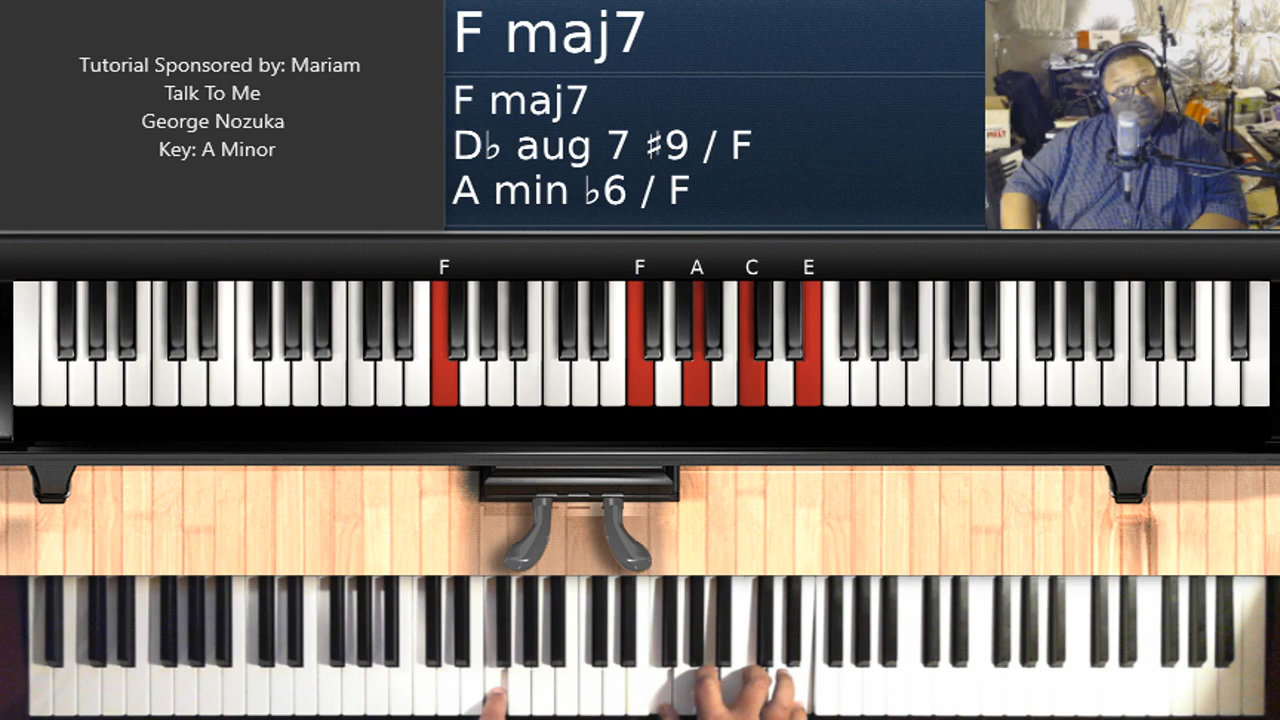 Tutorial Sponsored by: Mariam
Talk To Me
George Nozuka
Key: A Minor
F maj7
F maj7
D♭ aug 7 ♯9 / F
A min ♭6 / F
F F A C E